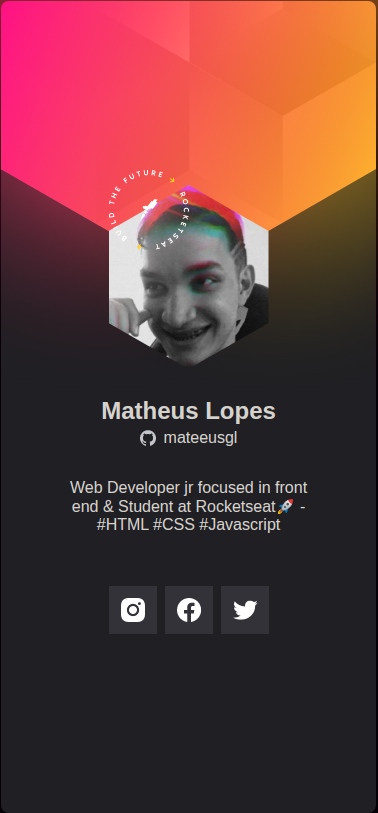 BUILD THE FUTURE
ROCKETSEAT
Matheus Lopes
mateeusgl
Web Developer jr focused in front
end & Student at Rocketseat🚀 -
#HTML #CSS #Javascript